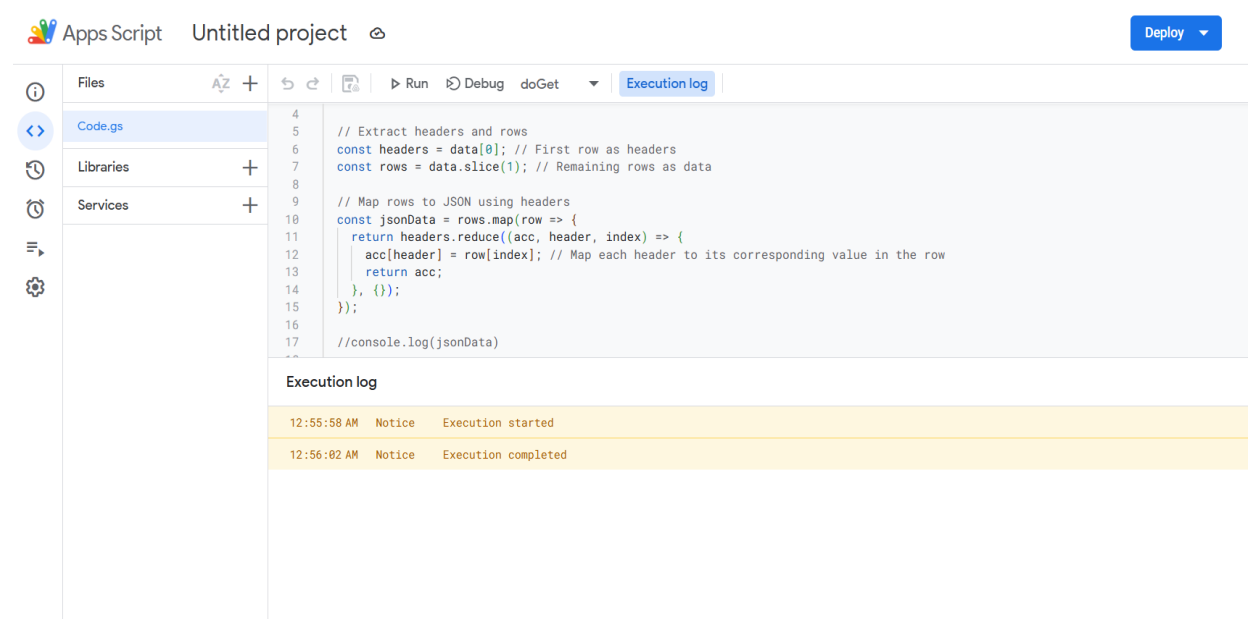 Apps Script Untitled project
Deploy
Files AZ
Run Debug doGet Execution log
Code.gs
Libraries
Services
4
5 // Extract headers and rows
6 const headers = data[0]; // First row as headers
7 const rows = data.slice(1); // Remaining rows as data
8
9 // Map rows to JSON using headers
10 const jsonData = rows.map(row => {
11 return headers.reduce((acc, header, index) => {
12 acc[header] = row[index]; // Map each header to its corresponding value in the row
13 return acc;
14 }, {});
15 });
16
17 //console.log(jsonData)
Execution log
12:55:58 AM Notice Execution started
12:56:02 AM Notice Execution completed